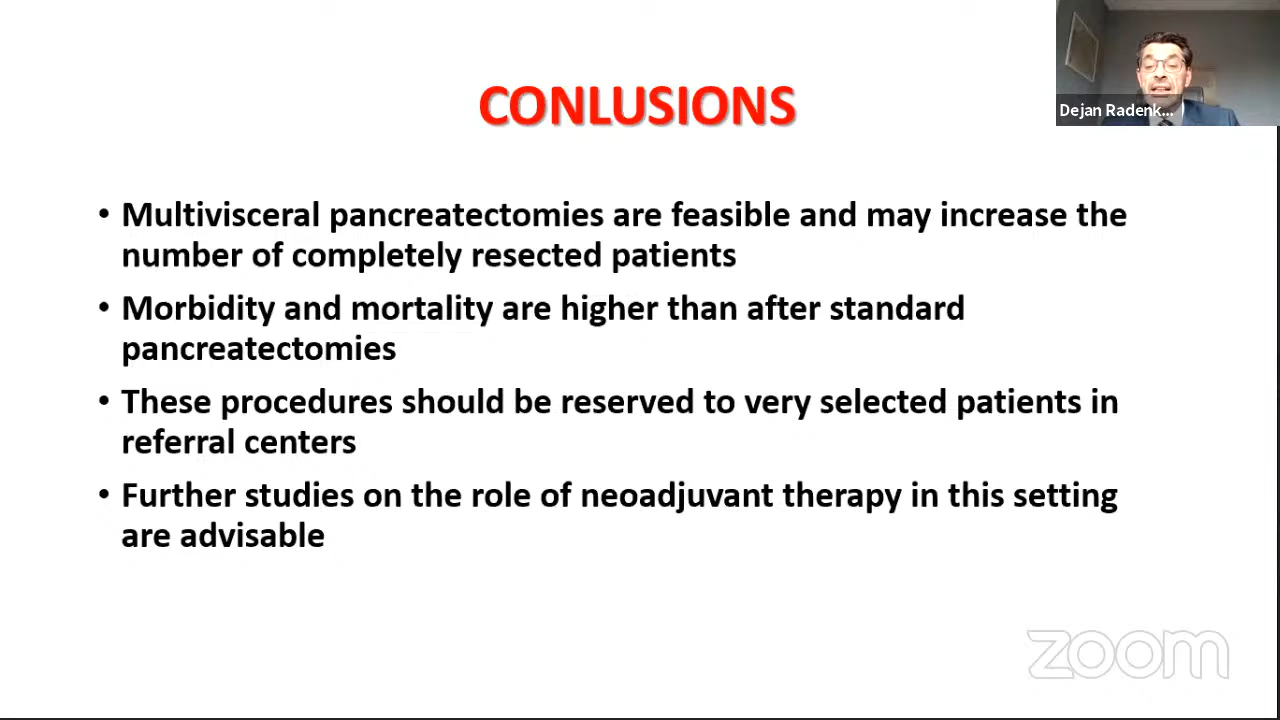 CONLUSIONS
Dejan Radenk...
• Multivisceral pancreatectomies are feasible and may increase the
number of completely resected patients
• Morbidity and mortality are higher than after standard
pancreatectomies
• These procedures should be reserved to very selected patients in
referral centers
• Further studies on the role of neoadjuvant therapy in this setting
are advisable
zoom